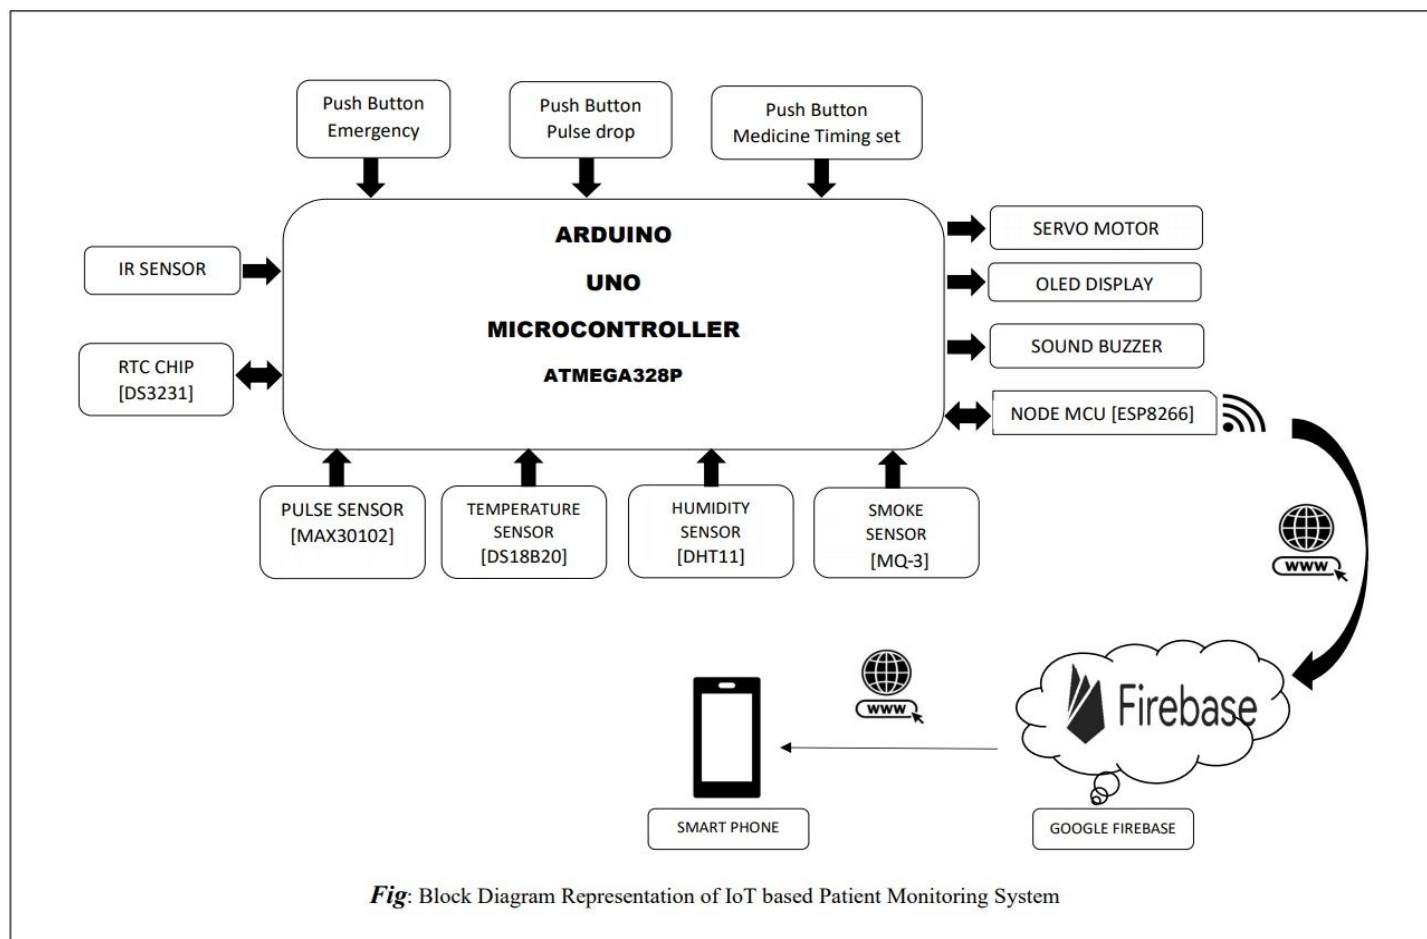 Push Button
Emergency
Push Button
Pulse drop
Push Button
Medicine Timing set
ARDUINO
UNO
MICROCONTROLLER
ATMEGA328P
IR SENSOR
RTC CHIP
[DS3231]
SERVO MOTOR
OLED DISPLAY
SOUND BUZZER
NODE MCU [ESP8266]
PULSE SENSOR
[MAX30102]
TEMPERATURE
SENSOR
[DS18B20]
HUMIDITY
SENSOR
[DHT11]
SMOKE
SENSOR
[MQ-3]
WWW
WWW
Firebase
SMART PHONE
GOOGLE FIREBASE
Fig: Block Diagram Representation of IoT based Patient Monitoring System